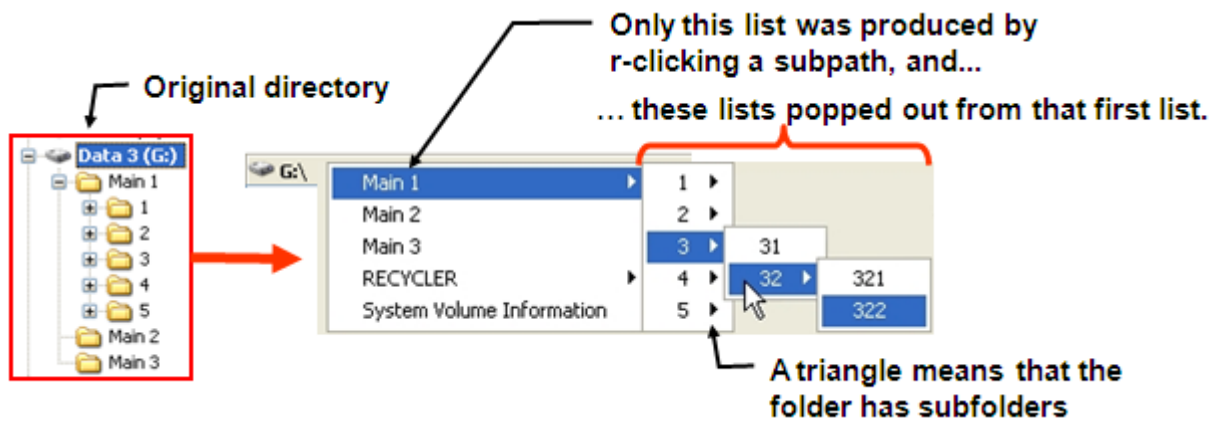 Only this list was produced by
r-clicking a subpath, and...
Original directory
... these lists popped out from that first list.
Data 3 (G:)
Main 1
1
2
3
4
5
Main 2
Main 3
G:\
Main 1
Main 2
Main 3
RECYCLER
System Volume Information
1
2
3
4
5
31
32
321
322
A triangle means that the
folder has subfolders